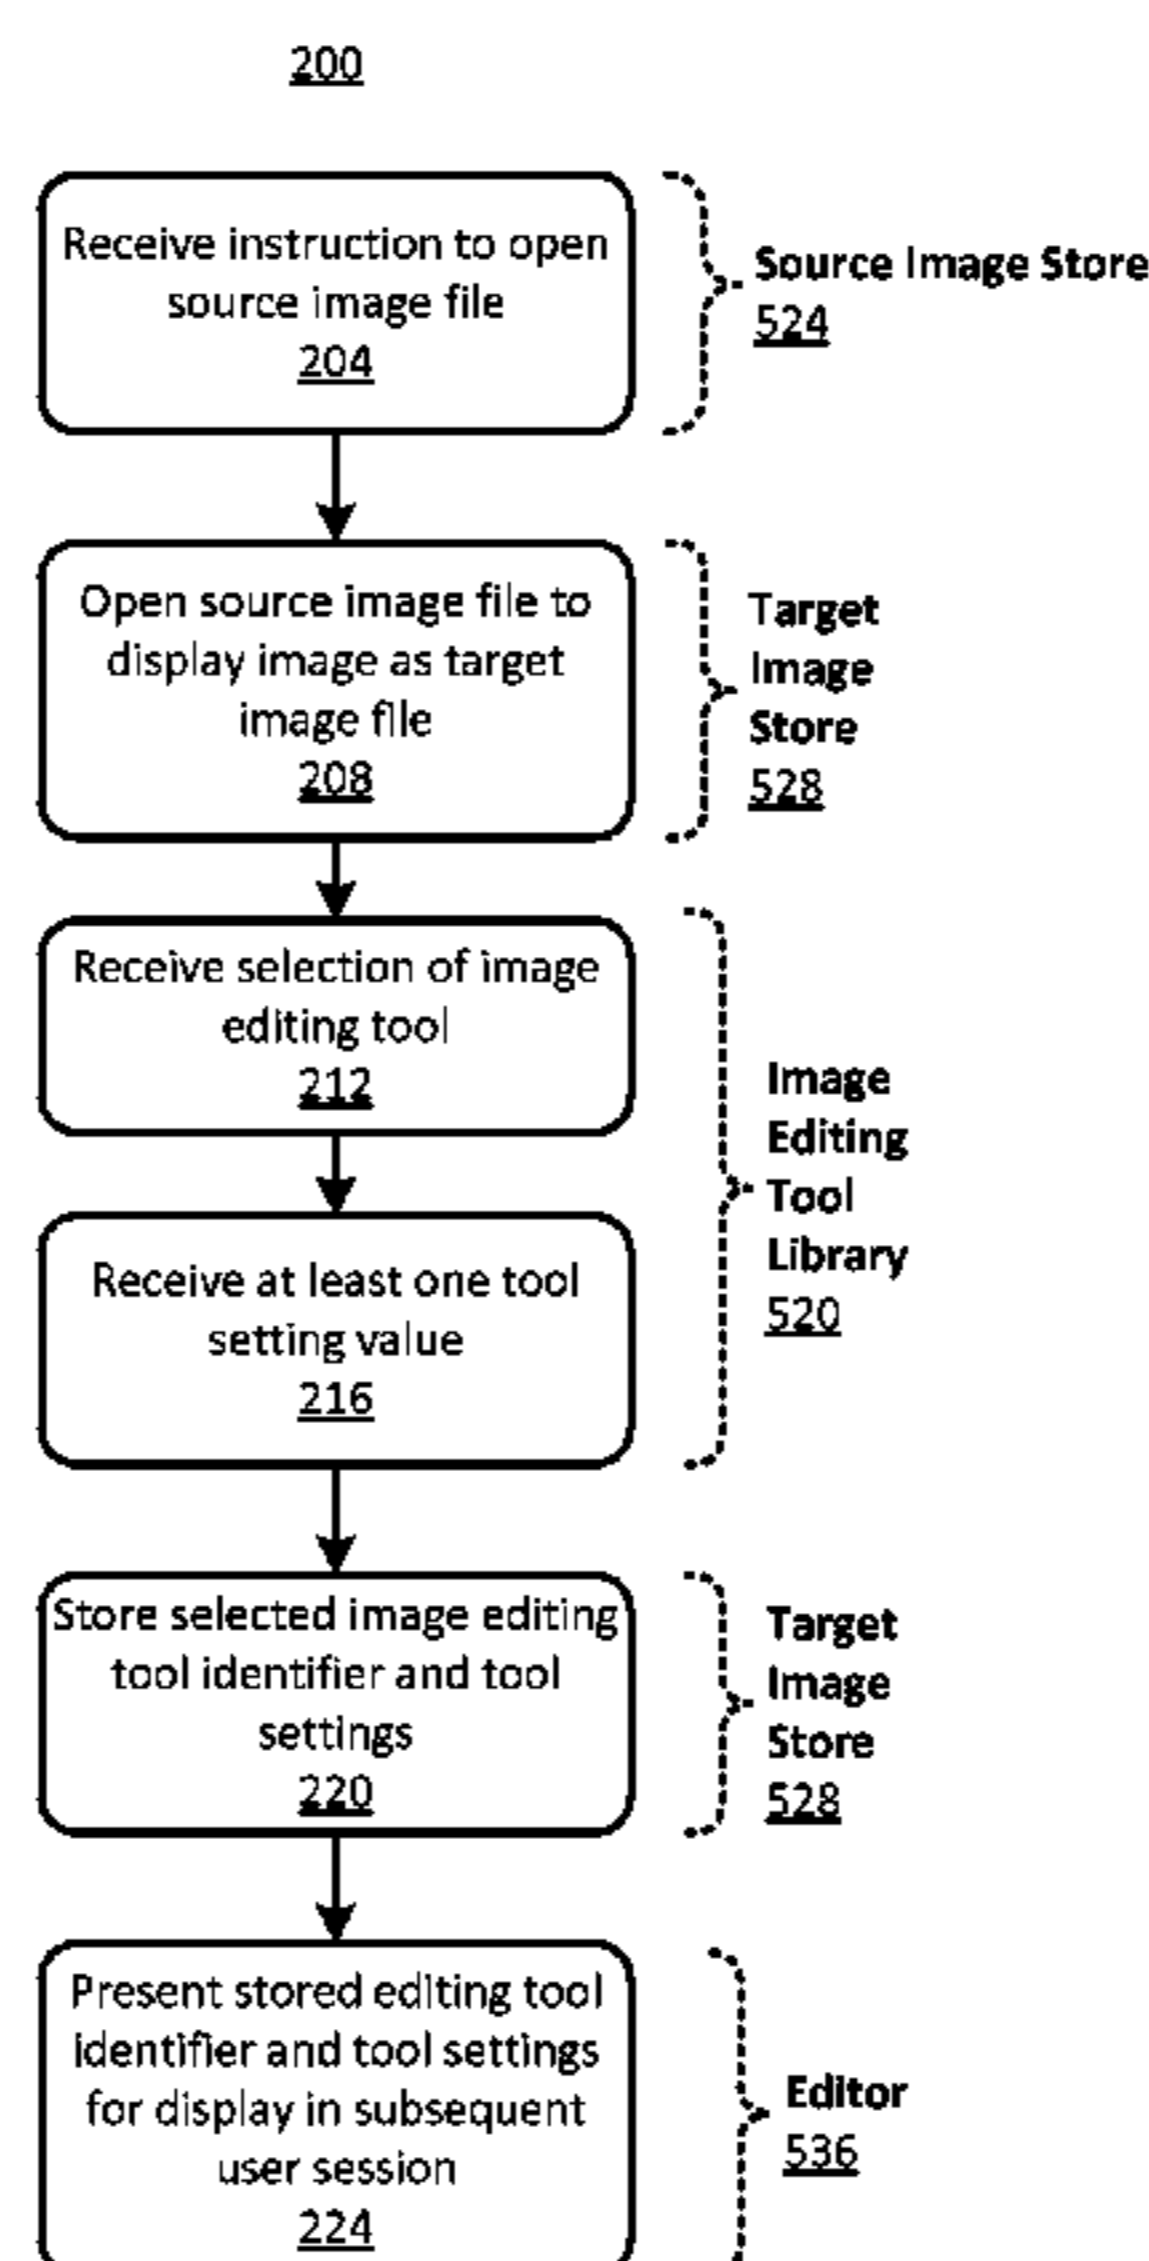 200
Receive instruction to open
source image file
204
Source Image Store
524
Open source image file to
display image as target
image file
208
Target
Image
Store
528
Receive selection of image
editing tool
212
Receive at least one tool
setting value
216
Image
Editing
Tool
Library
520
Store selected image editing
tool identifier and tool
settings
220
Target
Image
Store
528
Present stored editing tool
identifier and tool settings
for display in subsequent
user session
224
Editor
536